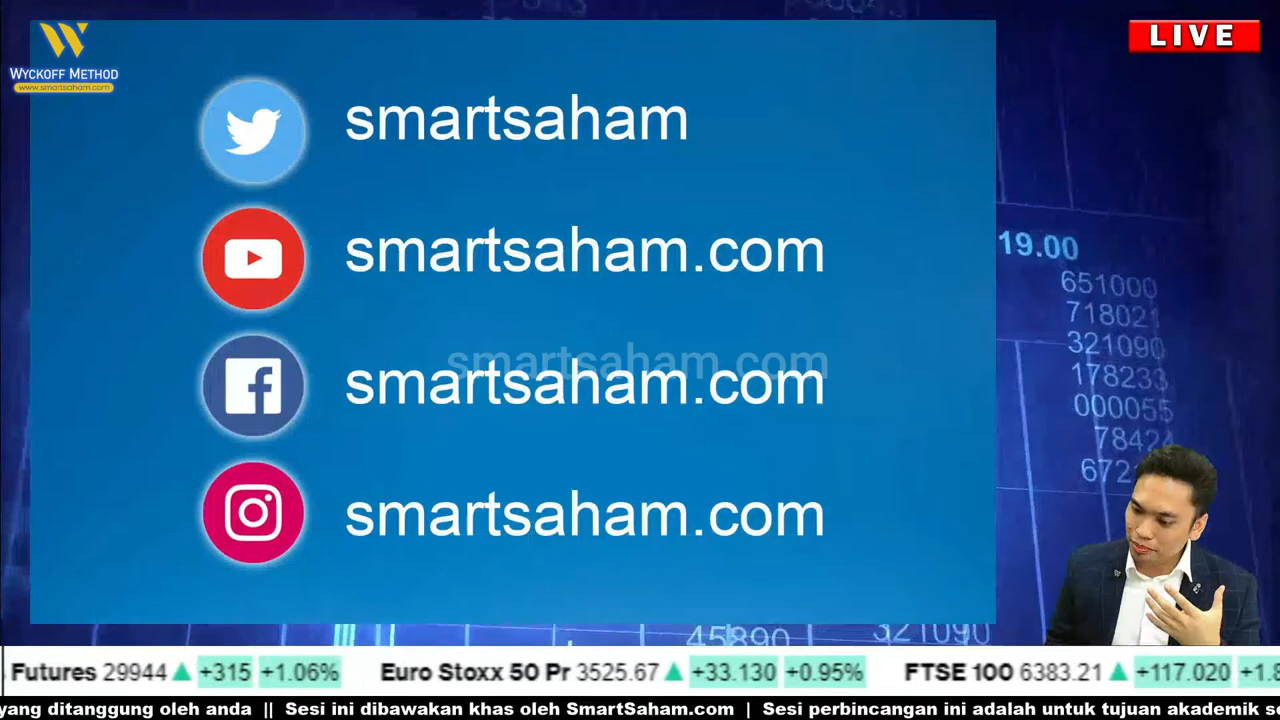 WYCKOFF METHOD
www.smartsaham.com
LIVE
smartsaham
smartsaham.com
smartsaham.com
smartsaham.com
smartsaham.com
19.00
651000
718021
321090
178233
000055
7842
672
45890
321090
Futures 29944 ▲ +315 +1.06% Euro Stoxx 50 Pr 3525.67 ▲ +33.130 +0.95% FTSE 100 6383.21 ▲ +117.020
yang ditanggung oleh anda || Sesi ini dibawakan khas oleh SmartSaham.com | Sesi perbincangan ini adalah untuk tujuan akademik